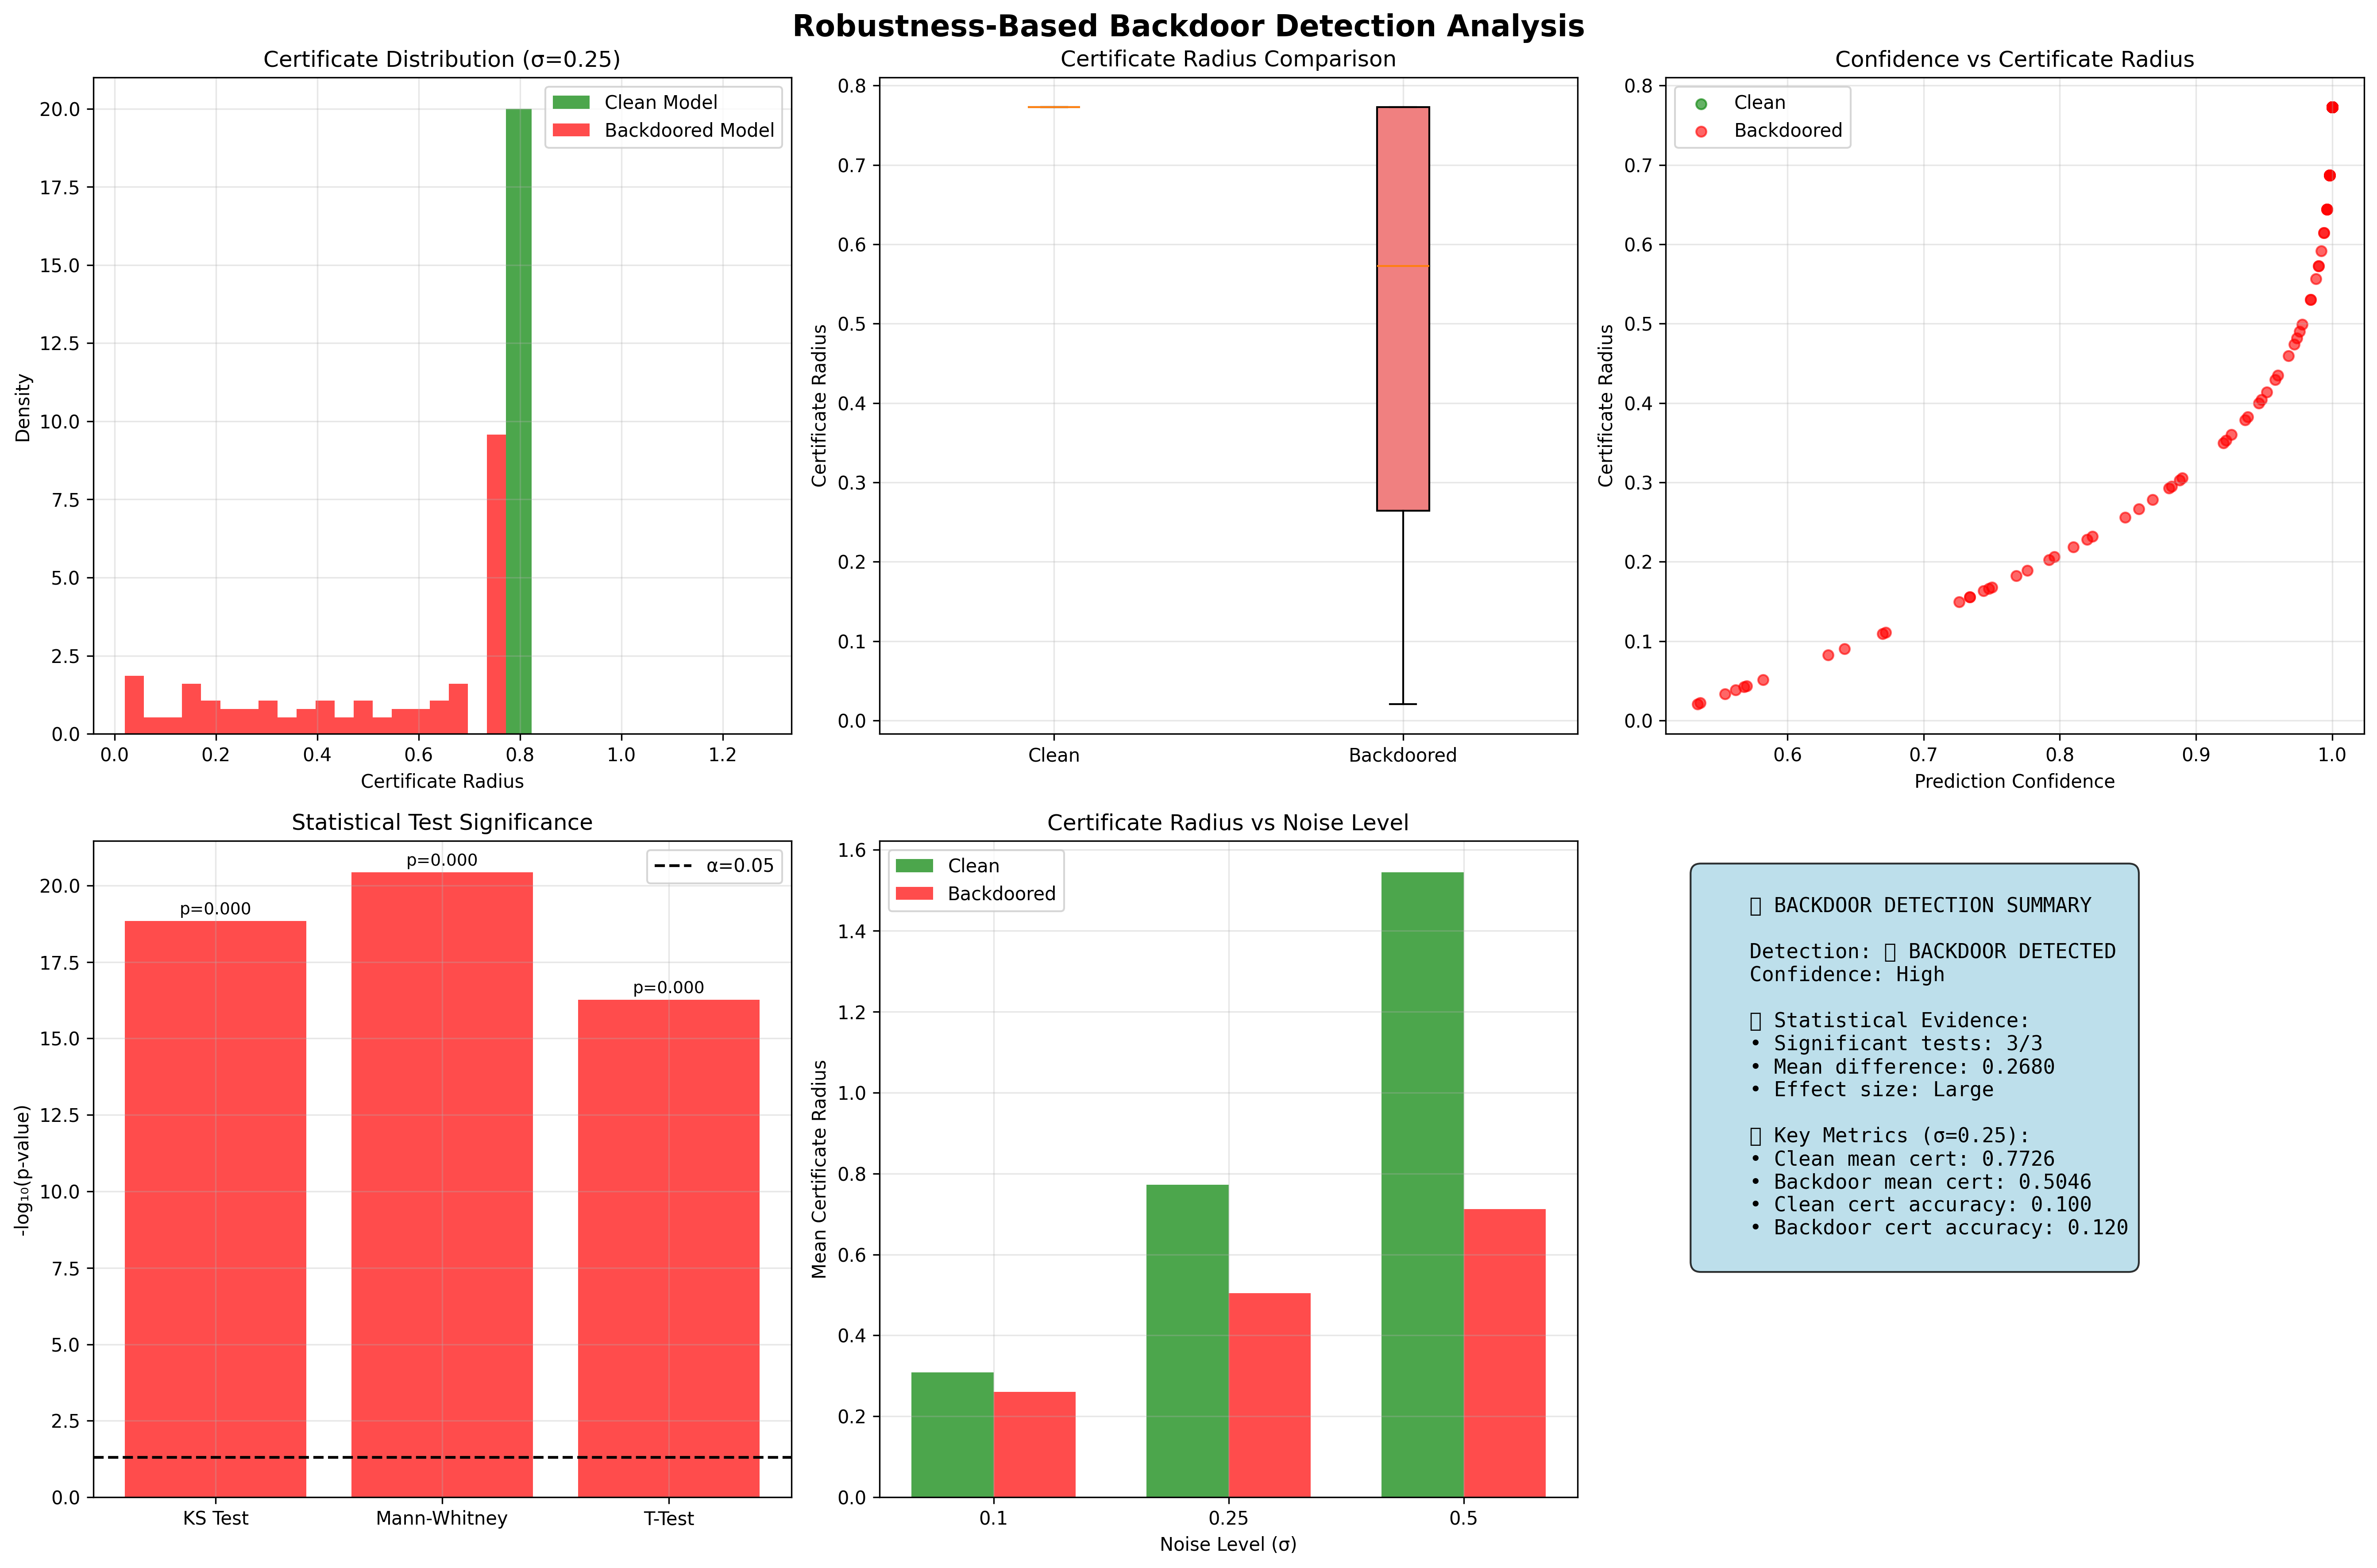 Robustness-Based Backdoor Detection Analysis
Certificate Distribution (σ=0.25)
20.0
17.5
15.0
12.5
10.0
7.5
5.0
2.5
0.0
Density
Clean Model
Backdoored Model
0.0 0.2 0.4 0.6 0.8 1.0 1.2
Certificate Radius
Certificate Radius Comparison
0.8
0.7
0.6
0.5
0.4
0.3
0.2
0.1
0.0
Certificate Radius
Clean Backdoored
Confidence vs Certificate Radius
0.8
0.7
0.6
0.5
0.4
0.3
0.2
0.1
0.0
Certificate Radius
Clean
Backdoored
0.6 0.7 0.8 0.9 1.0
Prediction Confidence
Statistical Test Significance
20.0
17.5
15.0
12.5
10.0
7.5
5.0
2.5
0.0
-log₁₀(p-value)
p=0.000
p=0.000
p=0.000
α=0.05
KS Test Mann-Whitney T-Test
Certificate Radius vs Noise Level
1.6
1.4
1.2
1.0
0.8
0.6
0.4
0.2
0.0
Mean Certificate Radius
Clean
Backdoored
0.1 0.25 0.5
Noise Level (σ)
BACKDOOR DETECTION SUMMARY
Detection: BACKDOOR DETECTED
Confidence: High
Statistical Evidence:
• Significant tests: 3/3
• Mean difference: 0.2680
• Effect size: Large
Key Metrics (σ=0.25):
• Clean mean cert: 0.7726
• Backdoor mean cert: 0.5046
• Clean cert accuracy: 0.100
• Backdoor cert accuracy: 0.120